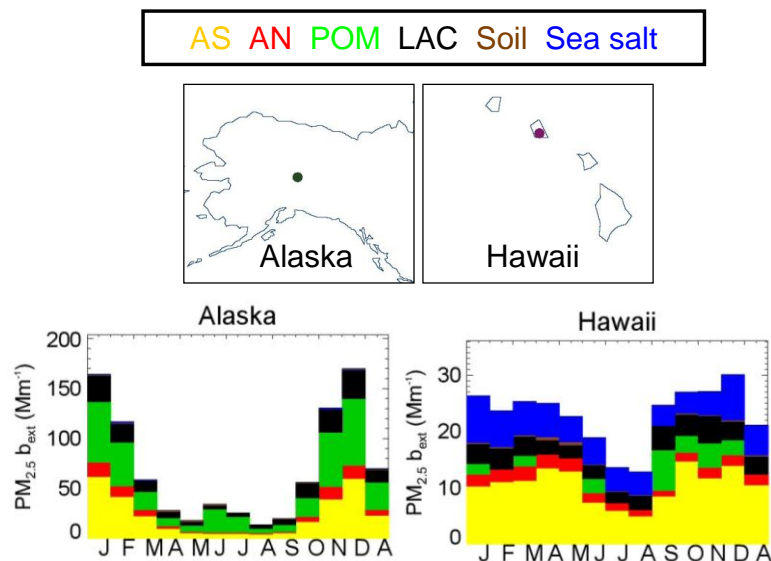 AS AN POM LAC Soil Sea salt
Alaska
Hawaii
Alaska
PM2.5 bext (Mm-1)
200
150
100
50
0
J F M A M J J A S O N D A
Hawaii
PM2.5 bext (Mm-1)
30
20
10
0
J F M A M J J A S O N D A